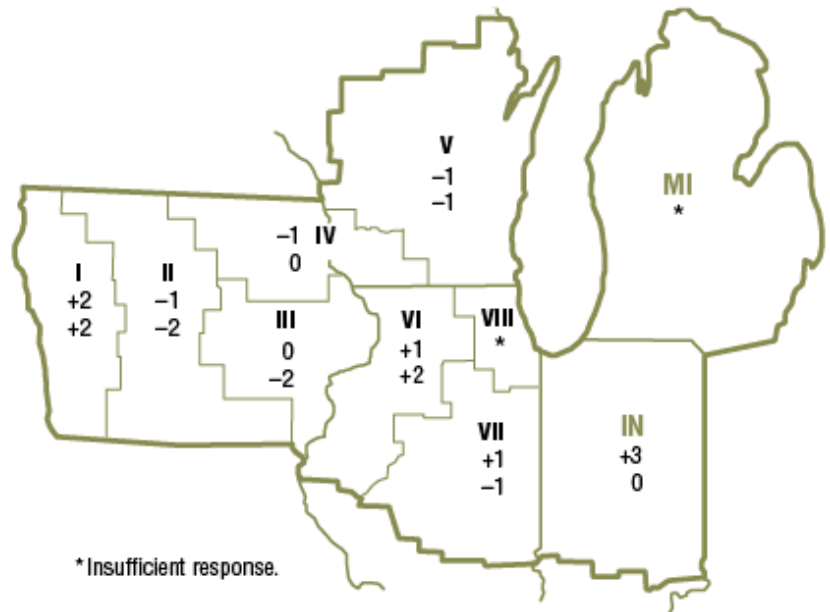 V
–1
–1
MI
*
–1 IV
0
I
+2
+2
II
–1
–2
III
0
–2
VI
+1
+2
VIII
*
VII
+1
–1
IN
+3
0
*Insufficient response.